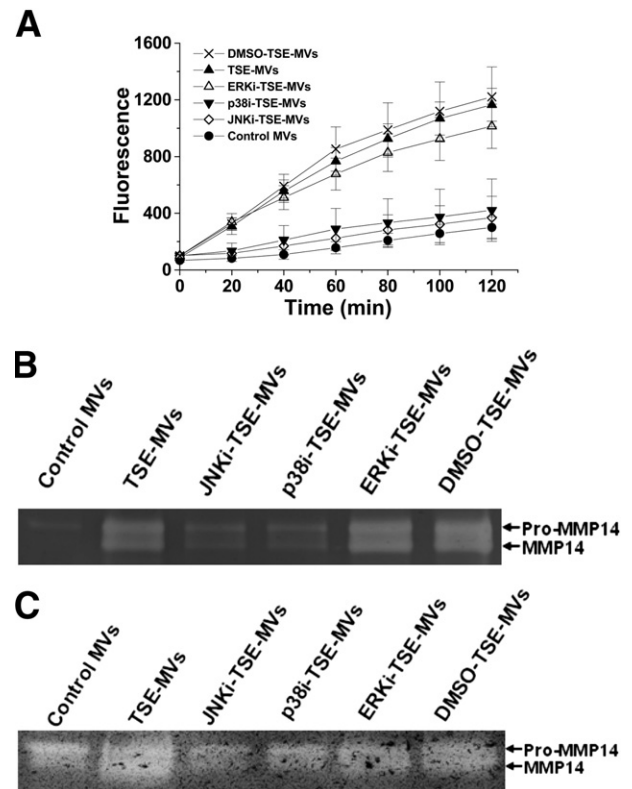 A
1600
1200
800
400
0
Fluorescence
DMSO-TSE-MVs
TSE-MVs
ERKi-TSE-MVs
p38i-TSE-MVs
JNKi-TSE-MVs
Control MVs
0 20 40 60 80 100 120
Time (min)
B
Control MVs
TSE-MVs
JNKi-TSE-MVs
p38i-TSE-MVs
ERKi-TSE-MVs
DMSO-TSE-MVs
Pro-MMP14
MMP14
C
Control MVs
TSE-MVs
JNKi-TSE-MVs
p38i-TSE-MVs
ERKi-TSE-MVs
DMSO-TSE-MVs
Pro-MMP14
MMP14